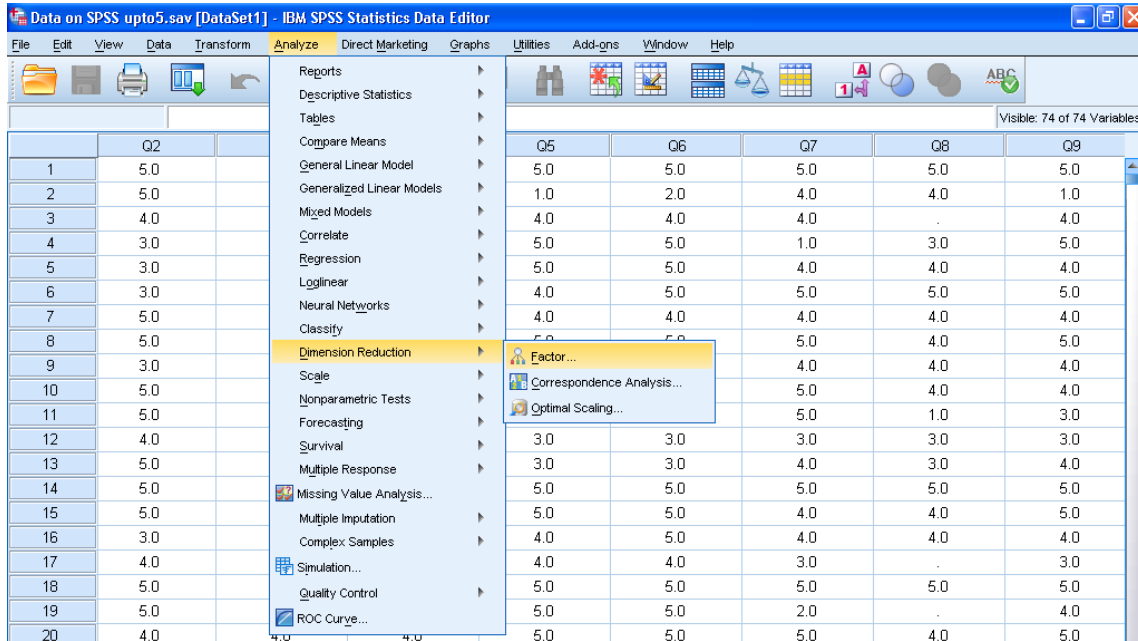 Data on SPSS upto5.sav [DataSet1] - IBM SPSS Statistics Data Editor
File Edit View Data Transform Analyze Direct Marketing Graphs Utilities Add-ons Window Help
A
1
ABC
Visible: 74 of 74 Variables
Reports
Descriptive Statistics
Tables
Compare Means
General Linear Model
Generalized Linear Models
Mixed Models
Correlate
Regression
Loglinear
Neural Networks
Classify
Dimension Reduction
Scale
Nonparametric Tests
Forecasting
Survival
Multiple Response
Missing Value Analysis...
Multiple Imputation
Complex Samples
Simulation...
Quality Control
ROC Curve...
Factor...
Correspondence Analysis...
Optimal Scaling...
Q2 Q5 Q6 Q7 Q8 Q9
1 5.0 5.0 5.0 5.0 5.0 5.0
2 5.0 1.0 2.0 4.0 4.0 1.0
3 4.0 4.0 4.0 4.0 . 4.0
4 3.0 5.0 5.0 1.0 3.0 5.0
5 3.0 5.0 5.0 4.0 4.0 4.0
6 3.0 4.0 5.0 5.0 5.0 5.0
7 5.0 4.0 4.0 4.0 4.0 4.0
8 5.0 5.0 5.0 5.0 4.0 5.0
9 3.0 4.0 4.0 4.0
10 5.0 5.0 4.0 5.0
11 5.0 5.0 1.0 3.0
12 4.0 3.0 3.0 3.0 3.0 3.0
13 5.0 3.0 3.0 4.0 3.0 4.0
14 5.0 5.0 5.0 5.0 5.0 5.0
15 5.0 5.0 5.0 4.0 4.0 5.0
16 3.0 4.0 5.0 4.0 4.0 4.0
17 4.0 4.0 4.0 3.0 . 3.0
18 5.0 5.0 5.0 5.0 5.0 5.0
19 5.0 5.0 5.0 2.0 . 4.0
20 4.0 4.0 4.0 5.0 5.0 5.0 4.0 5.0